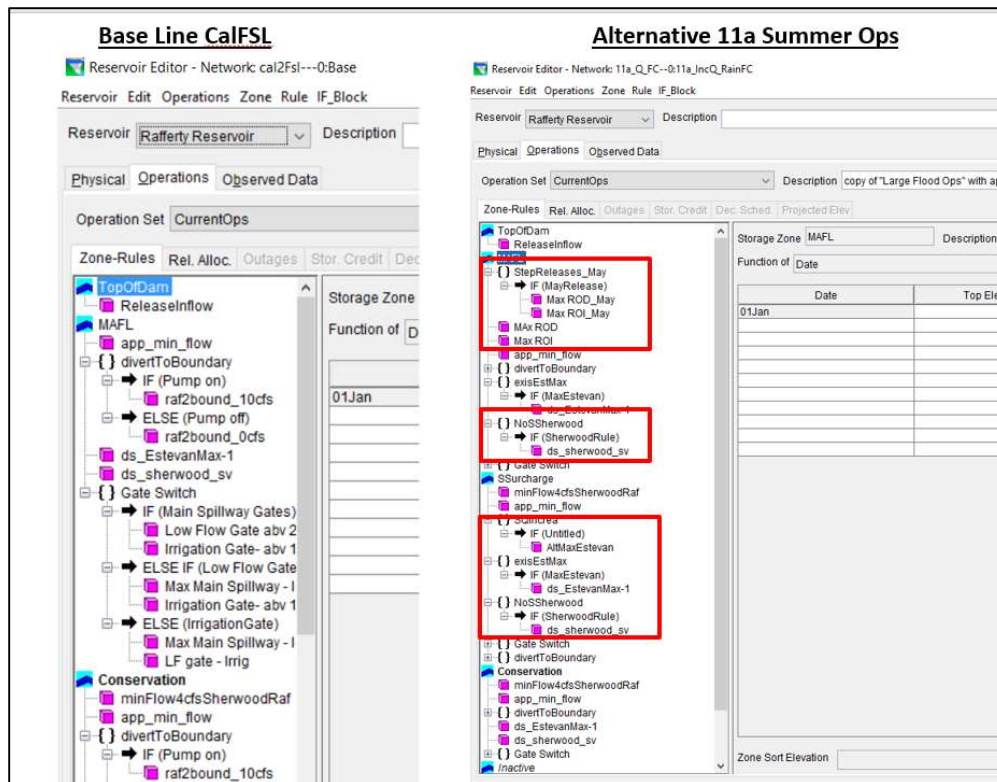 Base Line CalFSL
Reservoir Editor - Network: cal2Fsl---0:Base
Reservoir Edit Operations Zone Rule IF_Block
Reservoir Rafferty Reservoir Description
Physical Operations Observed Data
Operation Set CurrentOps
Zone-Rules Rel. Alloc. Outages Stor. Credit Dec
TopOfDam
ReleaseInflow
MAFL
app_min_flow
{ } divertToBoundary
IF (Pump on)
raf2bound_10cfs
ELSE (Pump off)
raf2bound_0cfs
ds_EstevanMax-1
ds_sherwood_sv
{ } Gate Switch
IF (Main Spillway Gates)
Low Flow Gate abv 2
Irrigation Gate- abv 1
ELSE IF (Low Flow Gate
Max Main Spillway - I
Irrigation Gate- abv 1
ELSE (IrrigationGate)
Max Main Spillway - I
LF gate - Irrig
Conservation
minFlow4cfsSherwoodRaf
app_min_flow
{ } divertToBoundary
IF (Pump on)
raf2bound_10cfs
Storage Zone
Function of D
01Jan
Alternative 11a Summer Ops
Reservoir Editor - Network: 11a_Q_FC--0:11a_IncQ_RainFC
Reservoir Edit Operations Zone Rule IF_Block
Reservoir Rafferty Reservoir Description
Physical Operations Observed Data
Operation Set CurrentOps Description copy of "Large Flood Ops" with ap
Zone-Rules Rel. Alloc. Outages Stor. Credit Dec. Sched. Projected Elev
TopOfDam
ReleaseInflow
MAFL
{ } StepReleases_May
IF (MayRelease)
Max ROD_May
Max ROI_May
MAx ROD
Max ROI
app_min_flow
{ } divertToBoundary
{ } exisEstMax
IF (MaxEstevan)
ds_EstevanMax-1
{ } NoSSherwood
IF (SherwoodRule)
ds_sherwood_sv
{ } Gate Switch
SSurcharge
minFlow4cfsSherwoodRaf
app_min_flow
IF (Untitled)
AltMaxEstevan
{ } exisEstMax
IF (MaxEstevan)
ds_EstevanMax-1
{ } NoSSherwood
IF (SherwoodRule)
ds_sherwood_sv
{ } Gate Switch
{ } divertToBoundary
Conservation
minFlow4cfsSherwoodRaf
app_min_flow
{ } divertToBoundary
ds_EstevanMax-1
ds_sherwood_sv
{ } Gate Switch
Inactive
Storage Zone MAFL Description
Function of Date
Date Top Ele
01Jan
Zone Sort Elevation